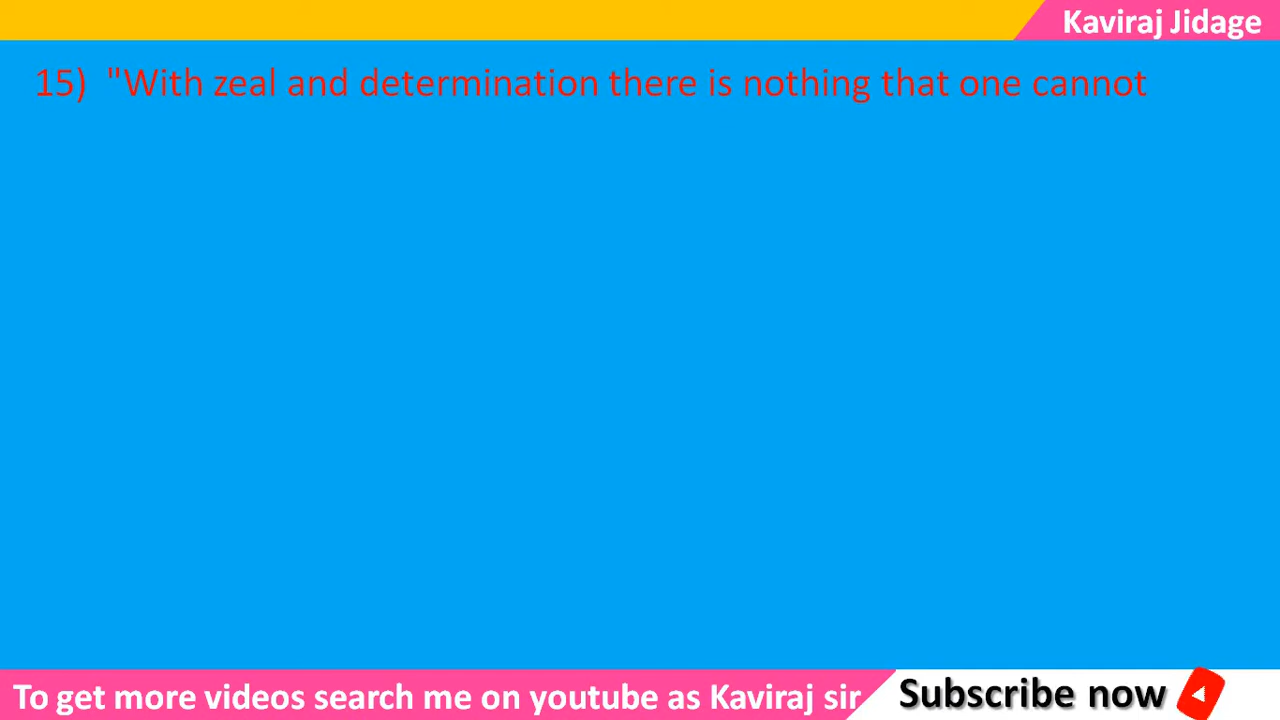 Kaviraj Jidage
15) "With zeal and determination there is nothing that one cannot
To get more videos search me on youtube as Kaviraj sir
Subscribe now